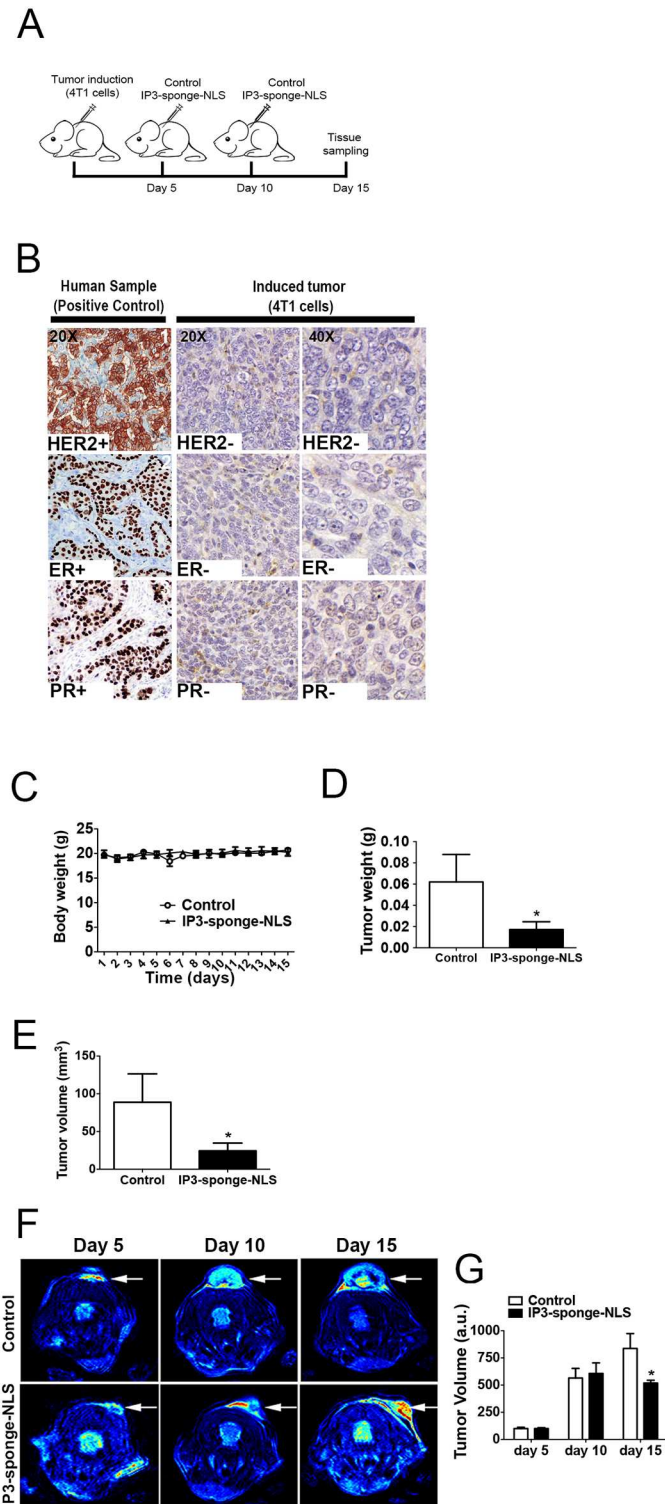 A
Tumor induction
(4T1 cells)
Control
IP3-sponge-NLS
Control
IP3-sponge-NLS
Tissue
sampling
Day 5
Day 10
Day 15
B
Human Sample
(Positive Control)
Induced tumor
(4T1 cells)
20X
20X
40X
HER2+
HER2-
HER2-
ER+
ER-
ER-
PR+
PR-
PR-
C
Body weight (g)
25
20
15
10
5
0
Control
IP3-sponge-NLS
1 2 3 4 5 6 7 8 9 10 11 12 13 14 15
Time (days)
D
Tumor weight (g)
0.10
0.08
0.06
0.04
0.02
0.00
*
Control
IP3-sponge-NLS
E
Tumor volume (mm³)
150
100
50
0
*
Control
IP3-sponge-NLS
F
Day 5
Day 10
Day 15
Control
P3-sponge-NLS
G
Control
IP3-sponge-NLS
Tumor Volume (a.u.)
1000
750
500
250
*
day 5
day 10
day 15